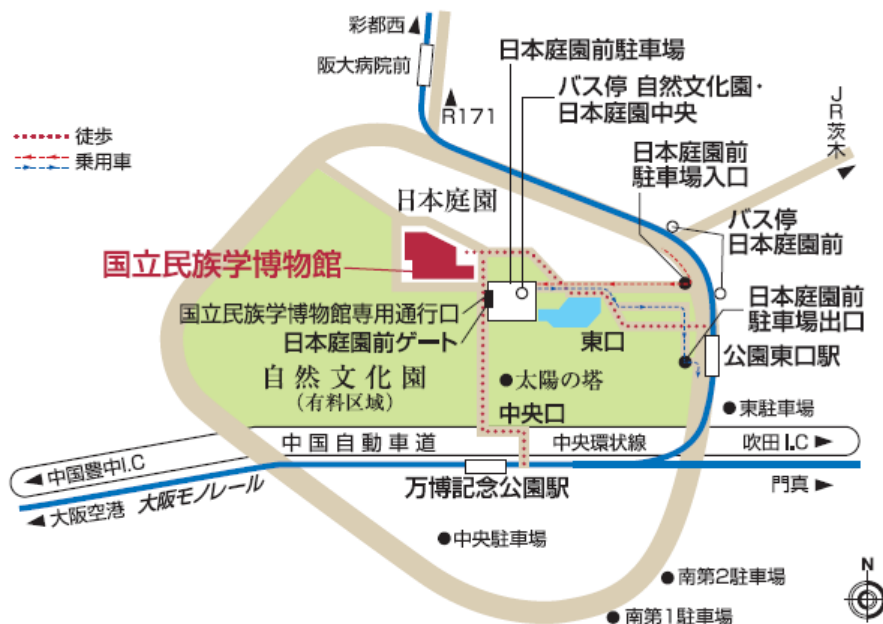 彩都西
阪大病院前
R171
日本庭園前駐車場
バス停 自然文化園・
日本庭園中央
JR茨木
徒歩
乗用車
日本庭園前
駐車場入口
日本庭園
バス停
日本庭園前
国立民族学博物館
国立民族学博物館専用通行口
日本庭園前ゲート
日本庭園前
駐車場出口
東口
公園東口駅
自然文化園
(有料区域)
太陽の塔
中央口
東駐車場
中国自動車道
中央環状線
吹田I.C
中国豊中I.C
大阪空港
大阪モノレール
万博記念公園駅
門真
中央駐車場
南第2駐車場
南第1駐車場
N